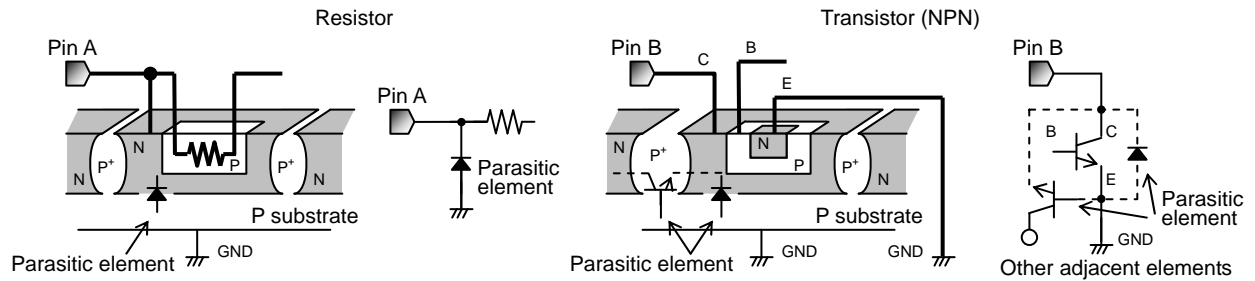 Resistor
Transistor (NPN)
Pin A
N
P
P+
P+
N
N
P substrate
GND
Parasitic element
Pin A
Parasitic
element
Pin B
C
B
E
N
P
P+
P+
N
N
P substrate
GND
GND
Parasitic element
Pin B
B
C
E
Parasitic
element
GND
Other adjacent elements